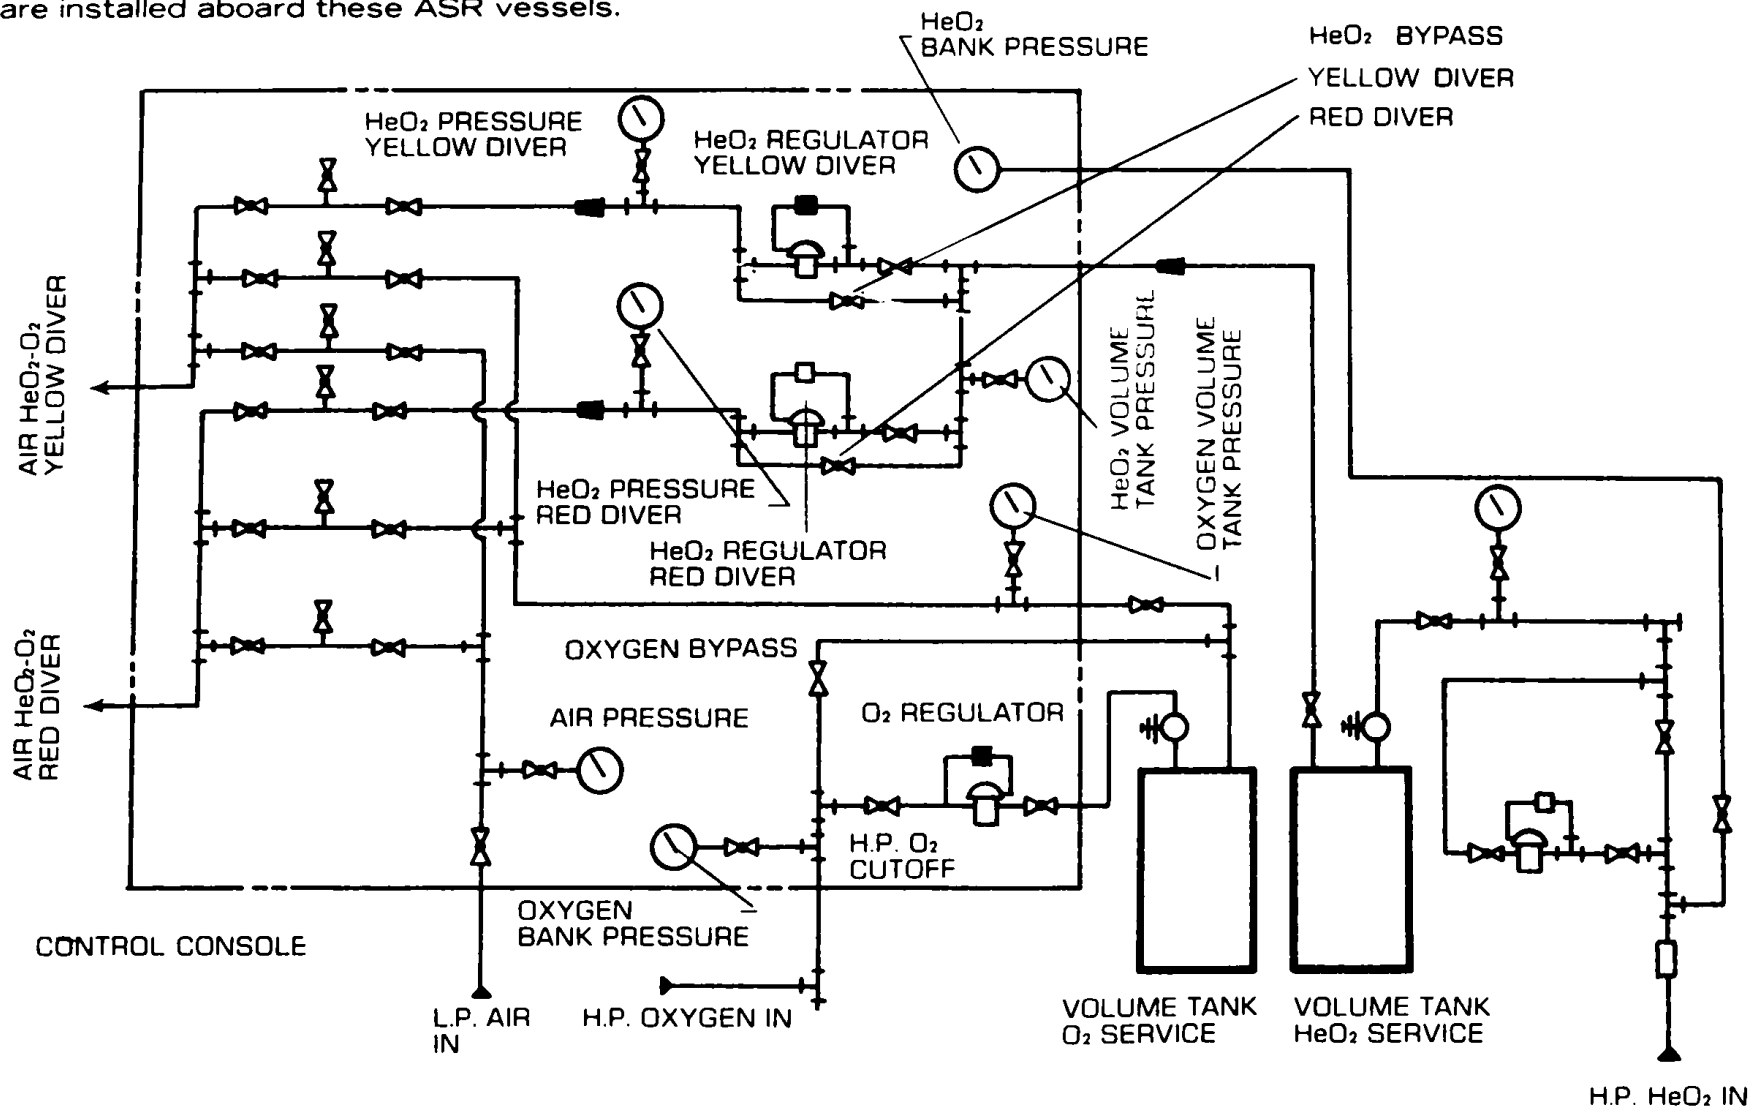 are installed aboard these ASR vessels.
HeO₂
BANK PRESSURE
HeO₂ BYPASS
YELLOW DIVER
RED DIVER
HeO₂ PRESSURE
YELLOW DIVER
HeO₂ REGULATOR
YELLOW DIVER
AIR HeO₂-O₂
YELLOW DIVER
HeO₂ VOLUME
TANK PRESSURE
OXYGEN VOLUME
TANK PRESSURE
HeO₂ PRESSURE
RED DIVER
HeO₂ REGULATOR
RED DIVER
AIR HeO₂-O₂
RED DIVER
OXYGEN BYPASS
AIR PRESSURE
O₂ REGULATOR
H.P. O₂
CUTOFF
OXYGEN
BANK PRESSURE
CONTROL CONSOLE
L.P. AIR
IN
H.P. OXYGEN IN
VOLUME TANK
O₂ SERVICE
VOLUME TANK
HeO₂ SERVICE
H.P. HeO₂ IN